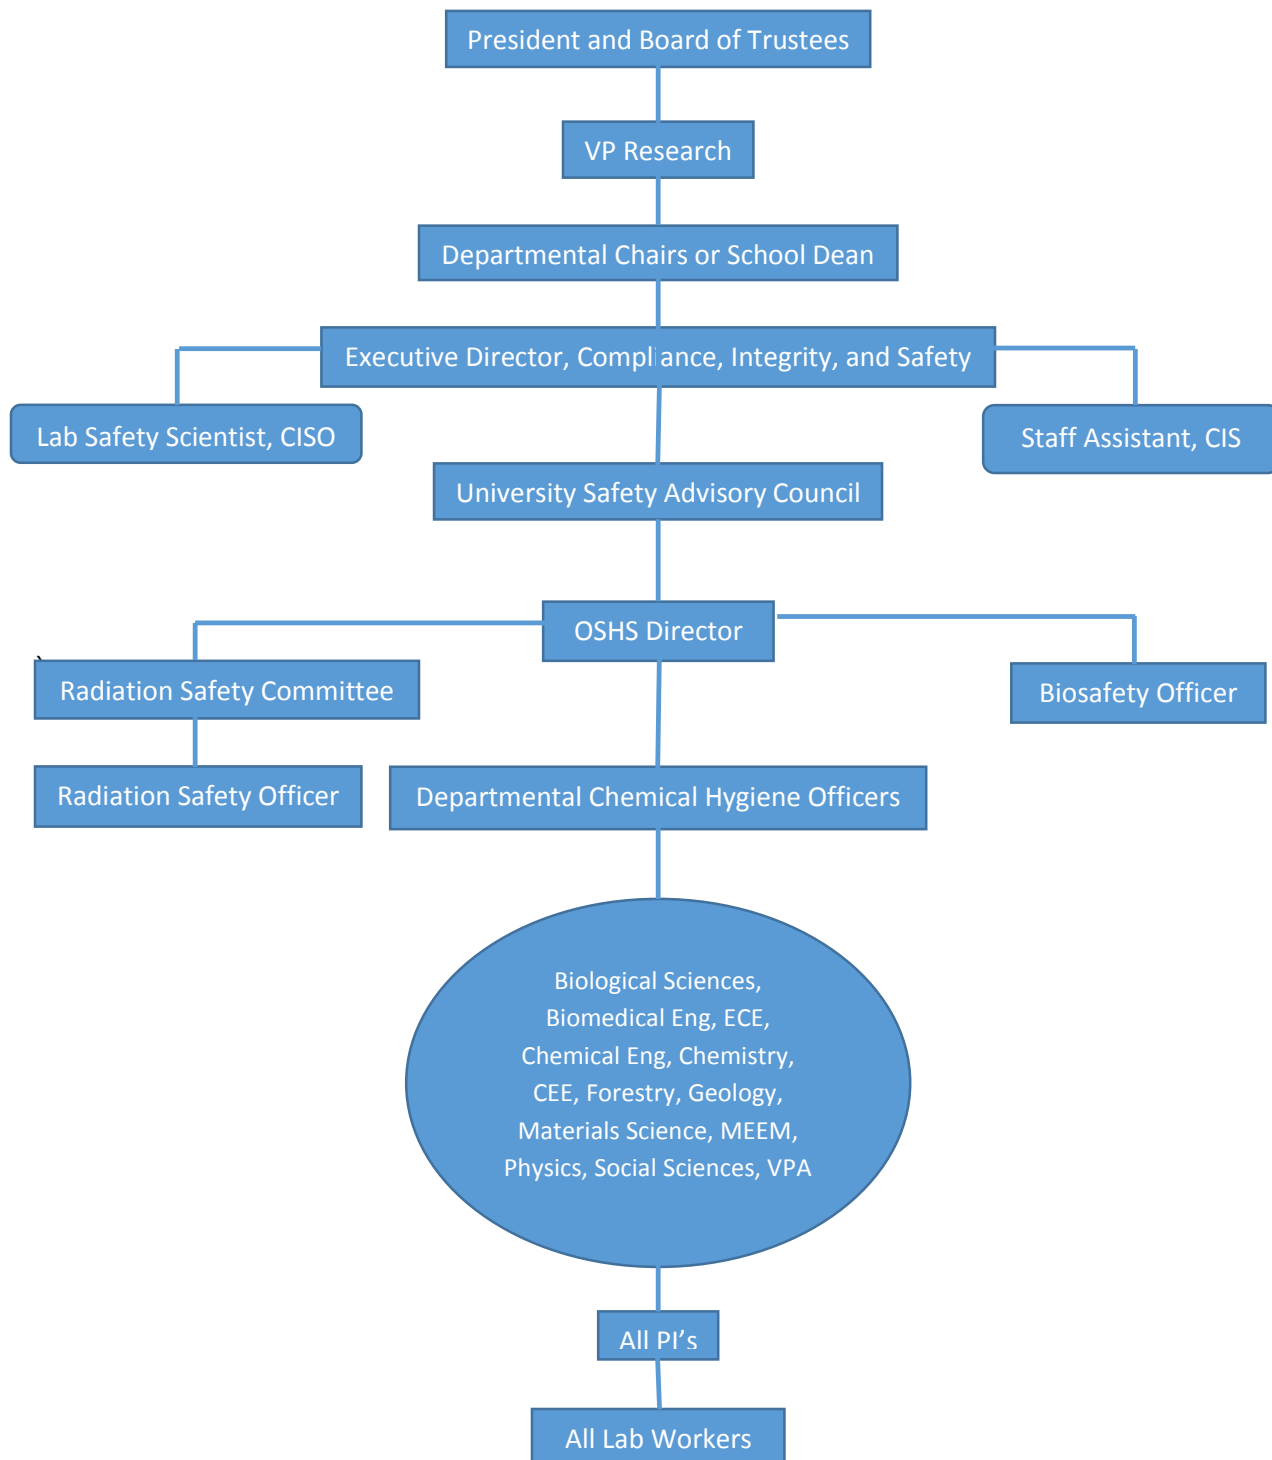 President and Board of Trustees
VP Research
Departmental Chairs or School Dean
Executive Director, Compliance, Integrity, and Safety
Lab Safety Scientist, CISO
Staff Assistant, CIS
University Safety Advisory Council
OSHS Director
`
Radiation Safety Committee
Biosafety Officer
Radiation Safety Officer
Departmental Chemical Hygiene Officers
Biological Sciences,
Biomedical Eng, ECE,
Chemical Eng, Chemistry,
CEE, Forestry, Geology,
Materials Science, MEEM,
Physics, Social Sciences, VPA
All PI’s
All Lab Workers